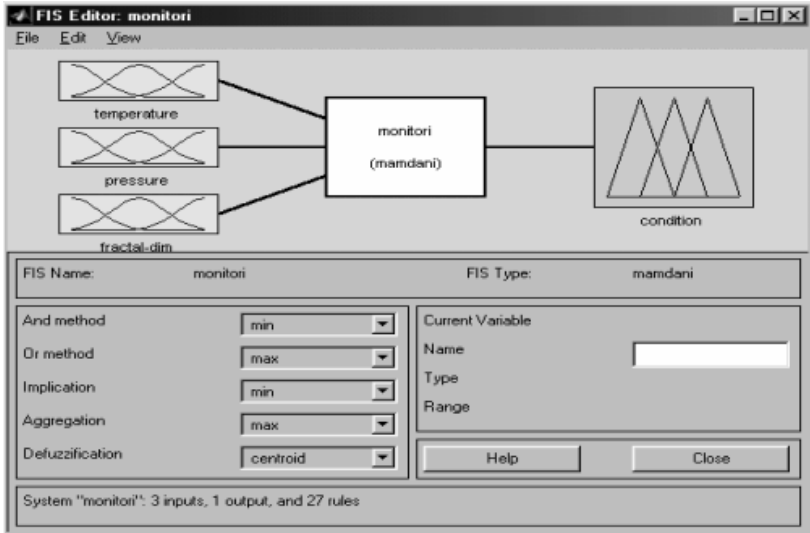 FIS Editor: monitori
File Edit View
temperature
pressure
fractal-dim
monitori
(mamdani)
condition
FIS Name: monitori FIS Type: mamdani
And method min
Or method max
Implication min
Aggregation max
Defuzzification centroid
Current Variable
Name
Type
Range
Help Close
System "monitori": 3 inputs, 1 output, and 27 rules